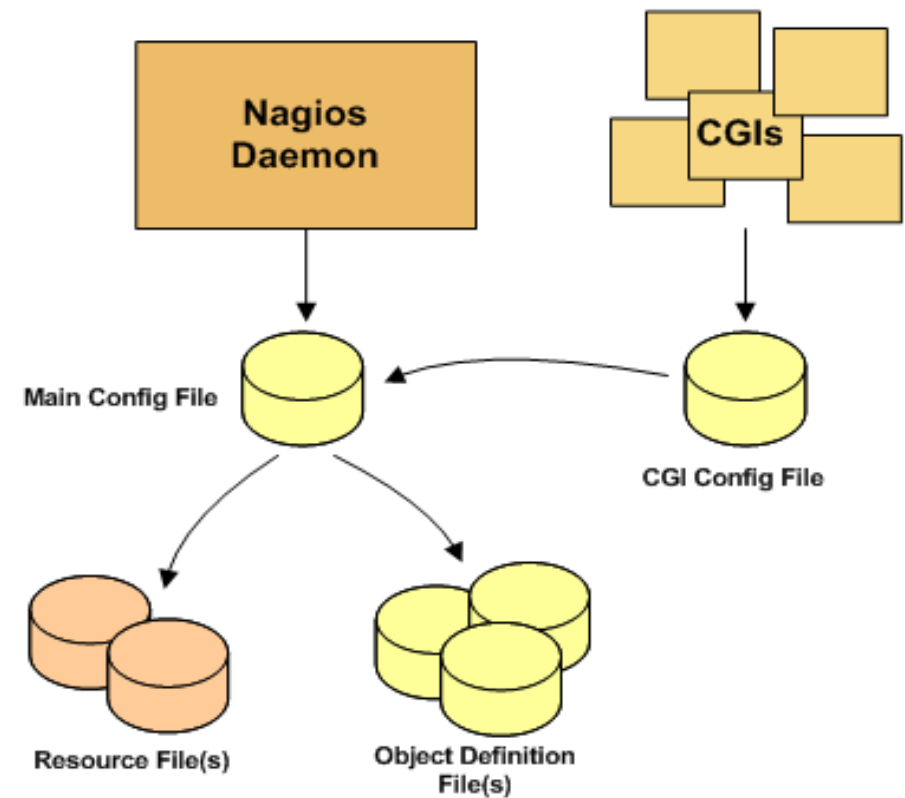 Nagios
Daemon
CGIs
Main Config File
CGI Config File
Resource File(s)
Object Definition
File(s)